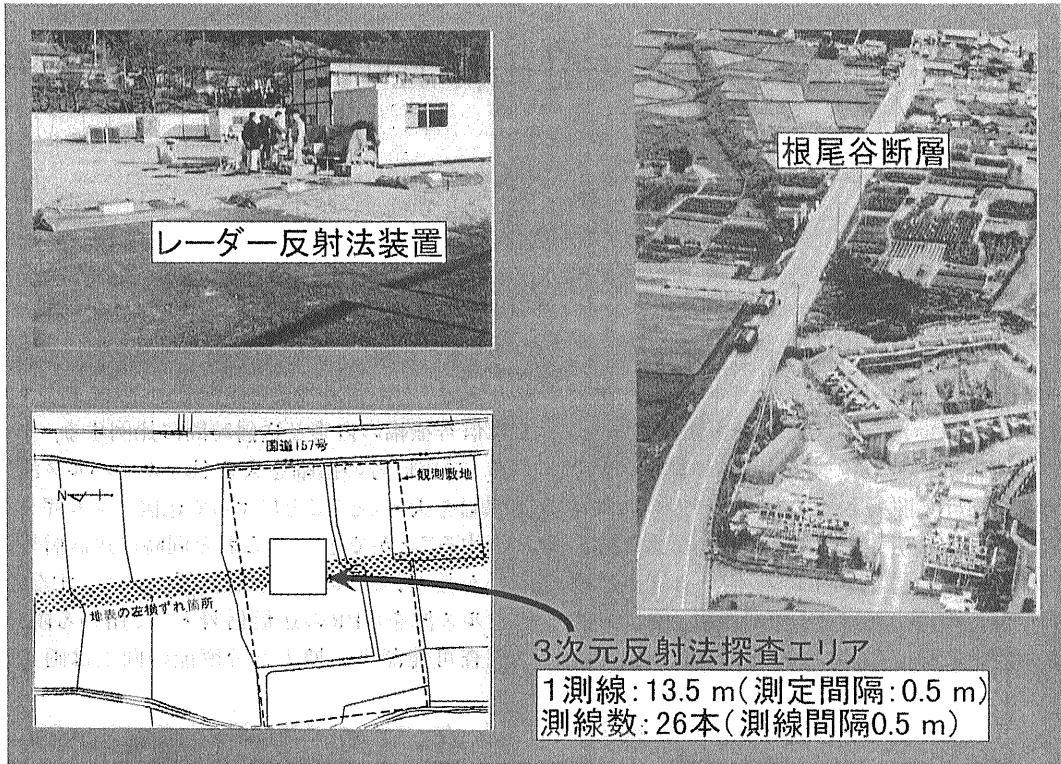 レーダー反射法装置
根尾谷断層
国道157号
観測敷地
N
地表の左横ずれ箇所
3次元反射法探査エリア
1測線:13.5 m(測定間隔:0.5 m)
測線数:26本(測線間隔0.5 m)